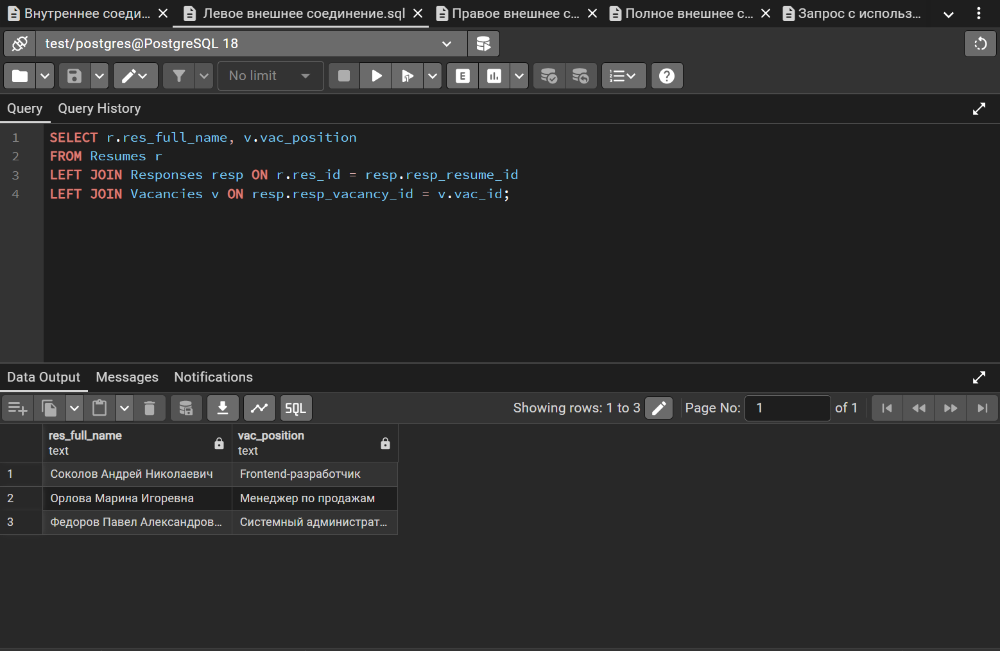 Внутреннее соеди... Левое внешнее соединение.sql Правое внешнее с... Полное внешнее с... Запрос с использ...
test/postgres@PostgreSQL 18
No limit E
Query Query History
1 SELECT r.res_full_name, v.vac_position
2 FROM Resumes r
3 LEFT JOIN Responses resp ON r.res_id = resp.resp_resume_id
4 LEFT JOIN Vacancies v ON resp.resp_vacancy_id = v.vac_id;
Data Output Messages Notifications
SQL Showing rows: 1 to 3 Page No: 1 of 1
res_full_name vac_position
text text
1 Соколов Андрей Николаевич Frontend-разработчик
2 Орлова Марина Игоревна Менеджер по продажам
3 Федоров Павел Александров... Системный администрат...